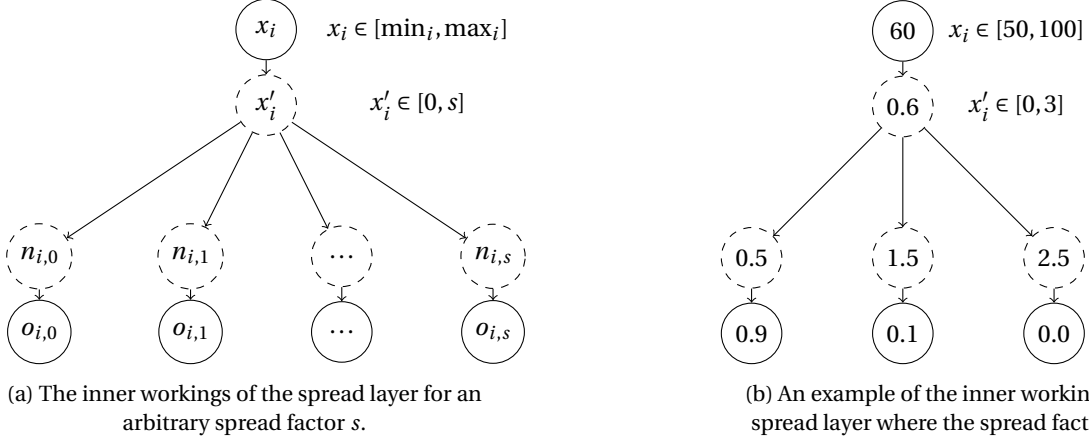 x_i x_i ∈ [min_i, max_i]
x′_i x′_i ∈ [0, s]
n_{i,0} n_{i,1} ... n_{i,s}
o_{i,0} o_{i,1} ... o_{i,s}
(a) The inner workings of the spread layer for an
arbitrary spread factor s.
60 x_i ∈ [50, 100]
0.6 x′_i ∈ [0, 3]
0.5 1.5 2.5
0.9 0.1 0.0
(b) An example of the inner
spread layer where the spread